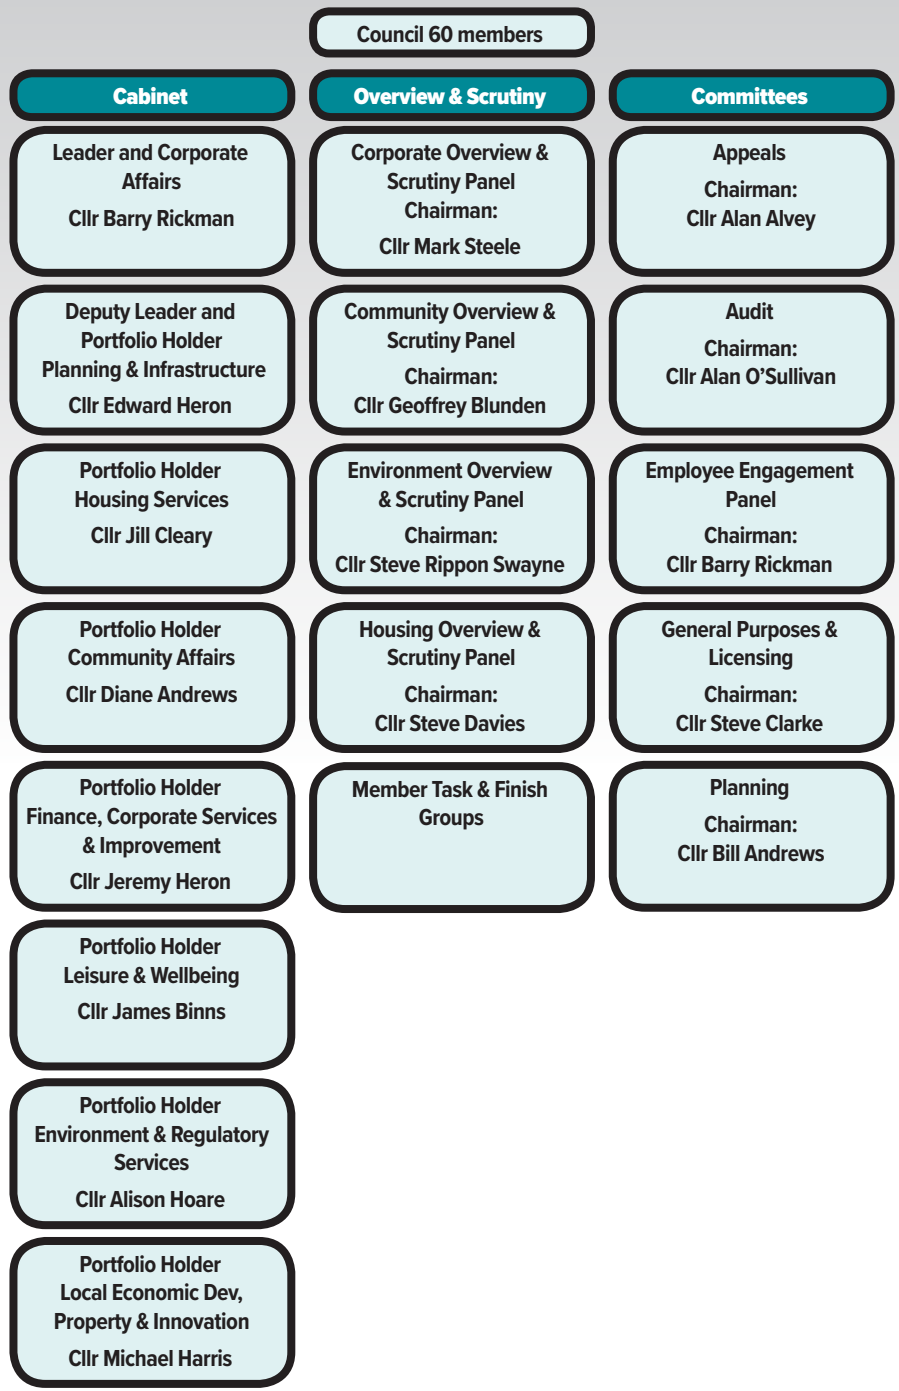 Council 60 members
Cabinet
Leader and Corporate
Affairs
Cllr Barry Rickman
Deputy Leader and
Portfolio Holder
Planning & Infrastructure
Cllr Edward Heron
Portfolio Holder
Housing Services
Cllr Jill Cleary
Portfolio Holder
Community Affairs
Cllr Diane Andrews
Portfolio Holder
Finance, Corporate Services
& Improvement
Cllr Jeremy Heron
Portfolio Holder
Leisure & Wellbeing
Cllr James Binns
Portfolio Holder
Environment & Regulatory
Services
Cllr Alison Hoare
Portfolio Holder
Local Economic Dev,
Property & Innovation
Cllr Michael Harris
Overview & Scrutiny
Corporate Overview &
Scrutiny Panel
Chairman:
Cllr Mark Steele
Community Overview &
Scrutiny Panel
Chairman:
Cllr Geoffrey Blunden
Environment Overview
& Scrutiny Panel
Chairman:
Cllr Steve Rippon Swayne
Housing Overview &
Scrutiny Panel
Chairman:
Cllr Steve Davies
Member Task & Finish
Groups
Committees
Appeals
Chairman:
Cllr Alan Alvey
Audit
Chairman:
Cllr Alan O’Sullivan
Employee Engagement
Panel
Chairman:
Cllr Barry Rickman
General Purposes &
Licensing
Chairman:
Cllr Steve Clarke
Planning
Chairman:
Cllr Bill Andrews